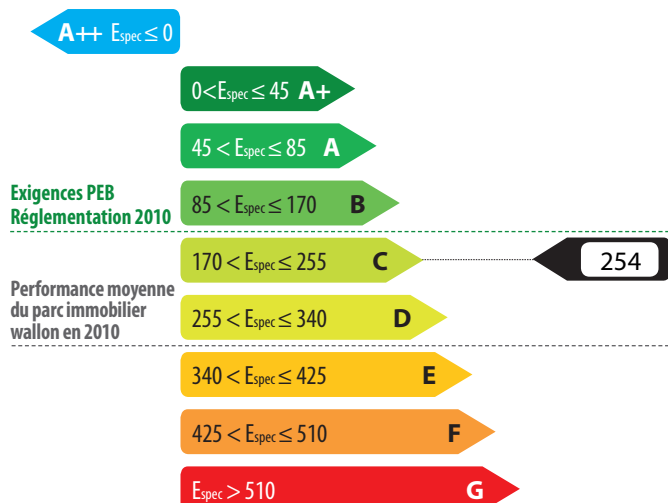 A++ Espec ≤ 0
0<Espec ≤ 45 A+
45 < Espec ≤ 85 A
Exigences PEB
Réglementation 2010
85 < Espec ≤ 170 B
170 < Espec ≤ 255 C
254
Performance moyenne
du parc immobilier
wallon en 2010
255 < Espec ≤ 340 D
340 < Espec ≤ 425 E
425 < Espec ≤ 510 F
Espec > 510 G